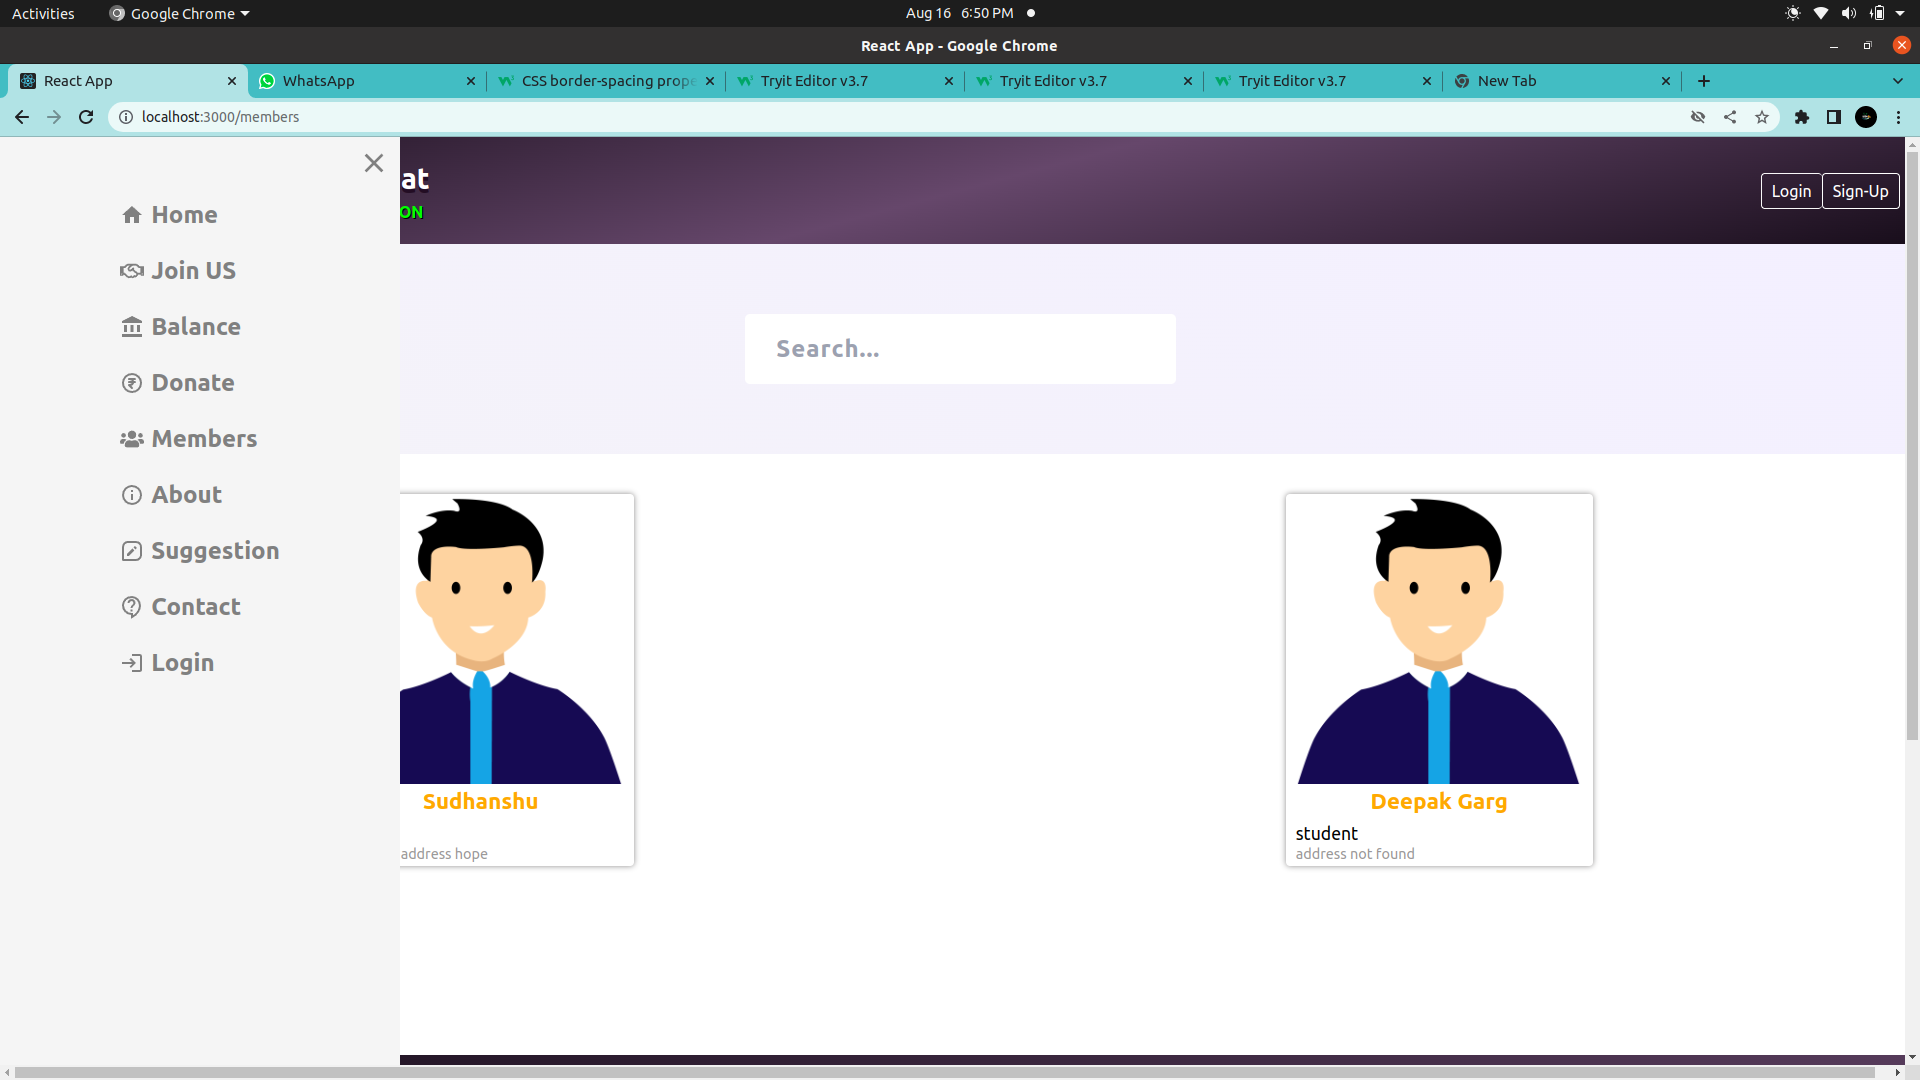 Activities
Google Chrome
Aug 16 6:50 PM
React App - Google Chrome
React App
WhatsApp
CSS border-spacing prope
Tryit Editor v3.7
Tryit Editor v3.7
Tryit Editor v3.7
New Tab
localhost:3000/members
at
ON
Login
Sign-Up
Home
Join US
Balance
Donate
Members
About
Suggestion
Contact
Login
Search...
Sudhanshu
address hope
Deepak Garg
student
address not found